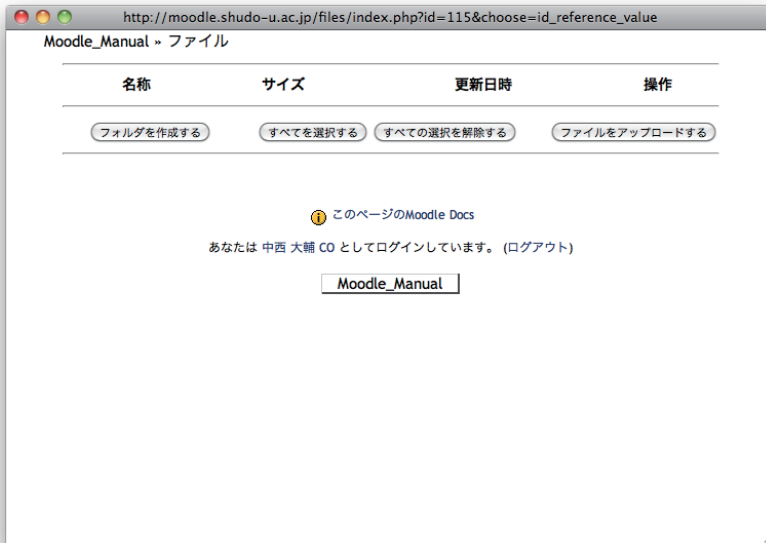 http://moodle.shudo-u.ac.jp/files/index.php?id=115&choose=id_reference_value
Moodle_Manual » ファイル
名称 サイズ 更新日時 操作
フォルダを作成する すべてを選択する すべての選択を解除する ファイルをアップロードする
このページのMoodle Docs
あなたは 中西 大輔 CO としてログインしています。 (ログアウト)
Moodle_Manual